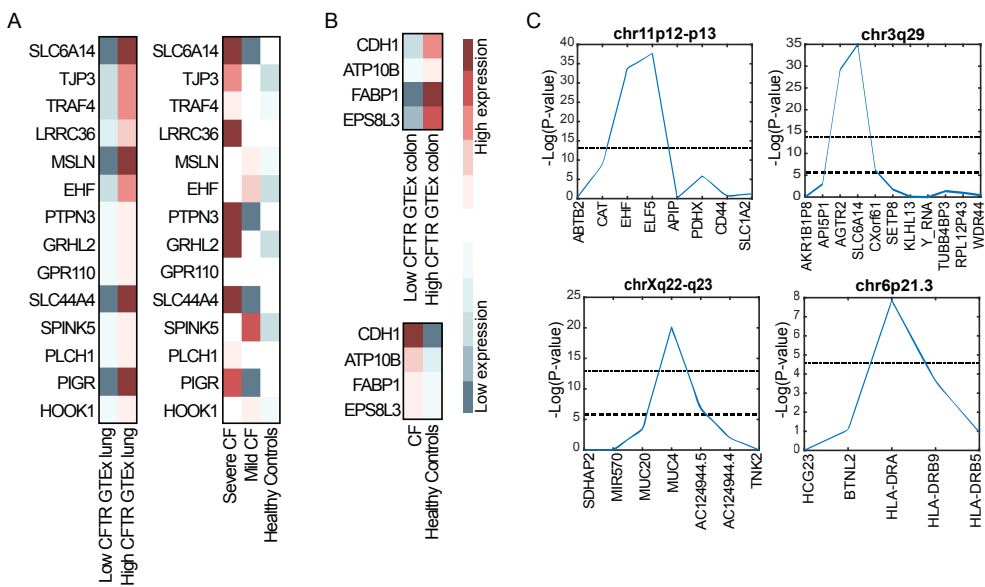 A
SLC6A14
TJP3
TRAF4
LRRC36
MSLN
EHF
PTPN3
GRHL2
GPR110
SLC44A4
SPINK5
PLCH1
PIGR
HOOK1
Low CFTR GTEx lung
High CFTR GTEx lung
SLC6A14
TJP3
TRAF4
LRRC36
MSLN
EHF
PTPN3
GRHL2
GPR110
SLC44A4
SPINK5
PLCH1
PIGR
HOOK1
Severe CF
Mild CF
Healthy Controls
B
CDH1
ATP10B
FABP1
EPS8L3
Low CFTR GTEx colon
High CFTR GTEx colon
CDH1
ATP10B
FABP1
EPS8L3
CF
Healthy Controls
High expression
Low expression
C
chr11p12-p13
-Log(P-value)
40
35
30
25
20
15
10
5
0
ABTB2
CAT
EHF
ELF5
APIP
PDHX
CD44
SLC1A2
chr3q29
-Log(P-value)
35
30
25
20
15
10
5
0
AKR1B1P8
API5P1
AGTR2
SLC6A14
CXorf61
SETP8
KLHL13
Y_RNA
TUBB4BP3
RPL12P43
WDR44
chrXq22-q23
-Log(P-value)
25
20
15
10
5
0
SDHAP2
MIR570
MUC20
MUC4
AC124944.5
AC124944.4
TNK2
chr6p21.3
-Log(P-value)
8
7
6
5
4
3
2
1
0
HCG23
BTNL2
HLA-DRA
HLA-DRB9
HLA-DRB5